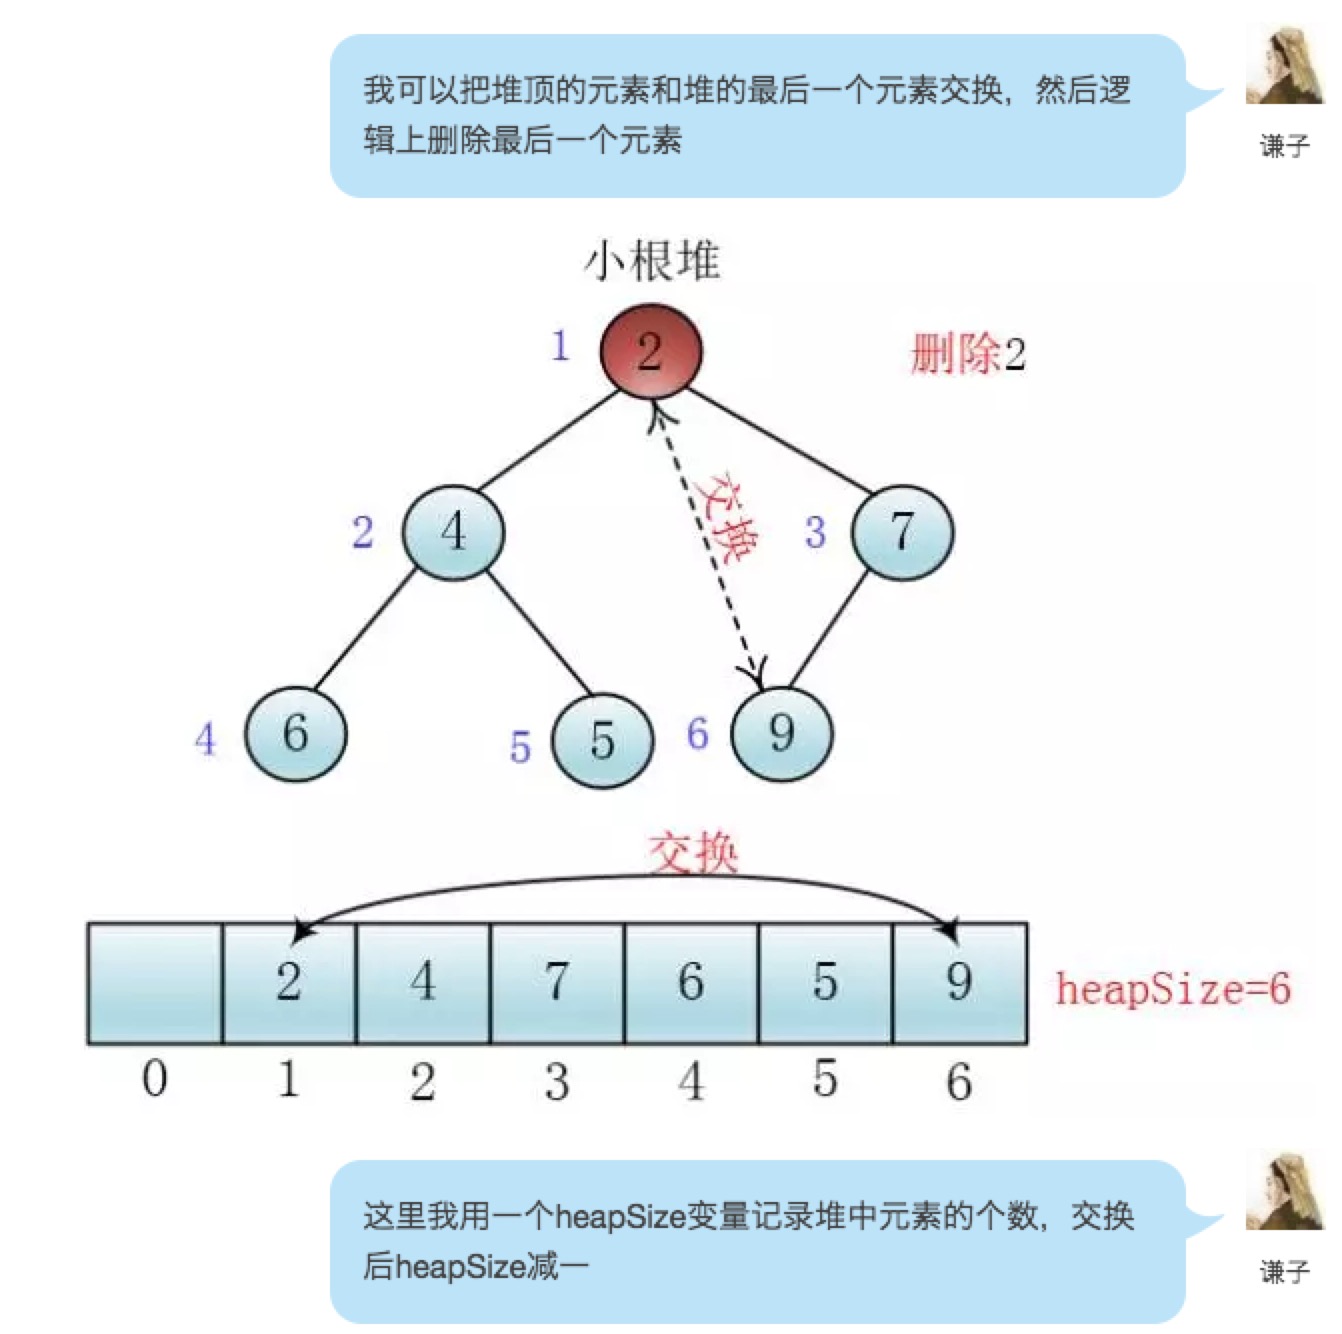 我可以把堆顶的元素和堆的最后一个元素交换，然后逻
辑上删除最后一个元素
谦子
小根堆
1 2 删除2
交换
2 4 3 7
4 6 5 5 6 9
交换
2 4 7 6 5 9 heapSize=6
0 1 2 3 4 5 6
这里我用一个heapSize变量记录堆中元素的个数，交换
后heapSize减一
谦子